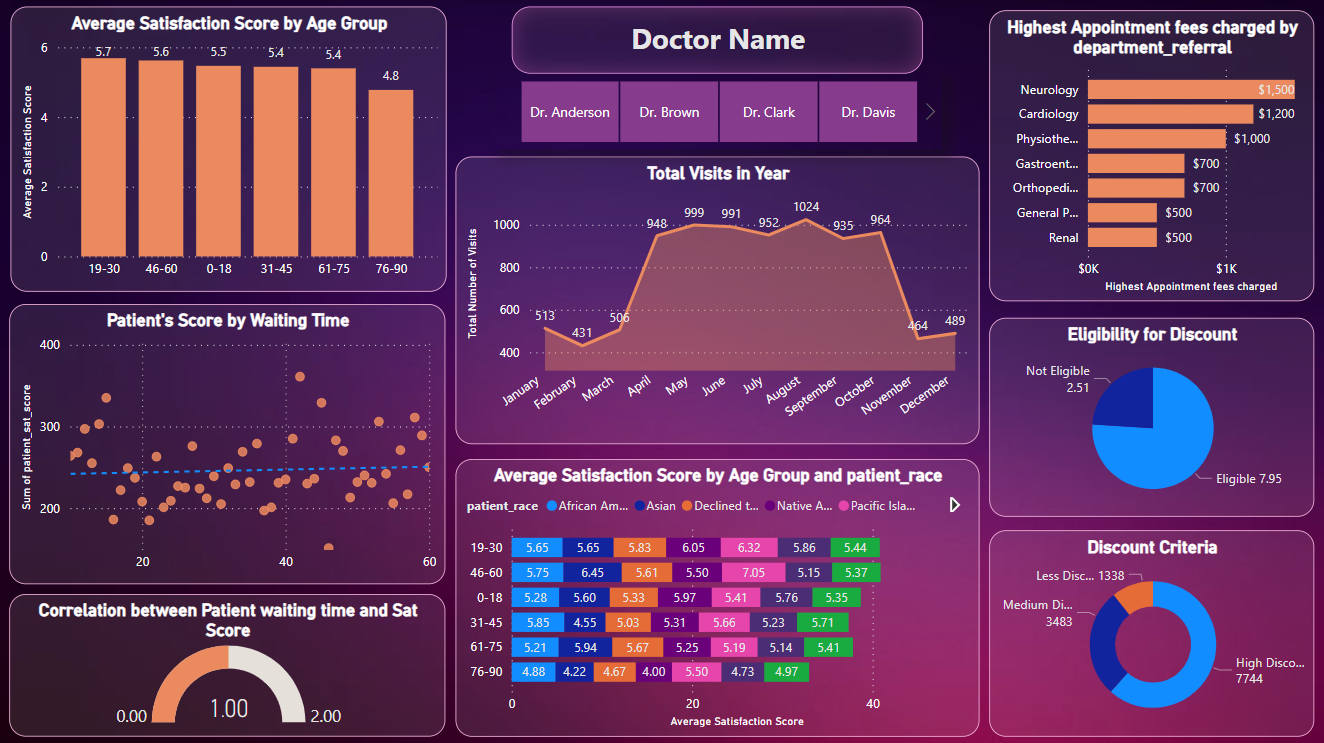 Average Satisfaction Score by Age Group
Average Satisfaction Score
6
4
2
0
5.7
5.6
5.5
5.4
5.4
4.8
19-30
46-60
0-18
31-45
61-75
76-90
Doctor Name
Dr. Anderson
Dr. Brown
Dr. Clark
Dr. Davis
Highest Appointment fees charged by
department_referral
Neurology $1,500
Cardiology $1,200
Physiothe... $1,000
Gastroent... $700
Orthopedi... $700
General P... $500
Renal $500
$0K
$1K
Highest Appointment fees charged
Total Visits in Year
Total Number of Visits
1000
800
600
400
513
431
506
948
999
991
952
1024
935
964
464
489
January
February
March
April
May
June
July
August
September
October
November
December
Patient's Score by Waiting Time
Sum of patient_sat_score
400
300
200
20
40
60
Eligibility for Discount
Not Eligible
2.51
Eligible 7.95
Average Satisfaction Score by Age Group and patient_race
patient_race African Am... Asian Declined t... Native A... Pacific Isla...
19-30 5.65 5.65 5.83 6.05 6.32 5.86 5.44
46-60 5.75 6.45 5.61 5.50 7.05 5.15 5.37
0-18 5.28 5.60 5.33 5.97 5.41 5.76 5.35
31-45 5.85 4.55 5.03 5.31 5.66 5.23 5.71
61-75 5.21 5.94 5.67 5.25 5.19 5.14 5.41
76-90 4.88 4.22 4.67 4.00 5.50 4.73 4.97
0
20
40
Average Satisfaction Score
Correlation between Patient waiting time and Sat
Score
0.00
1.00
2.00
Discount Criteria
Less Disc... 1338
Medium Di...
3483
High Disco...
7744